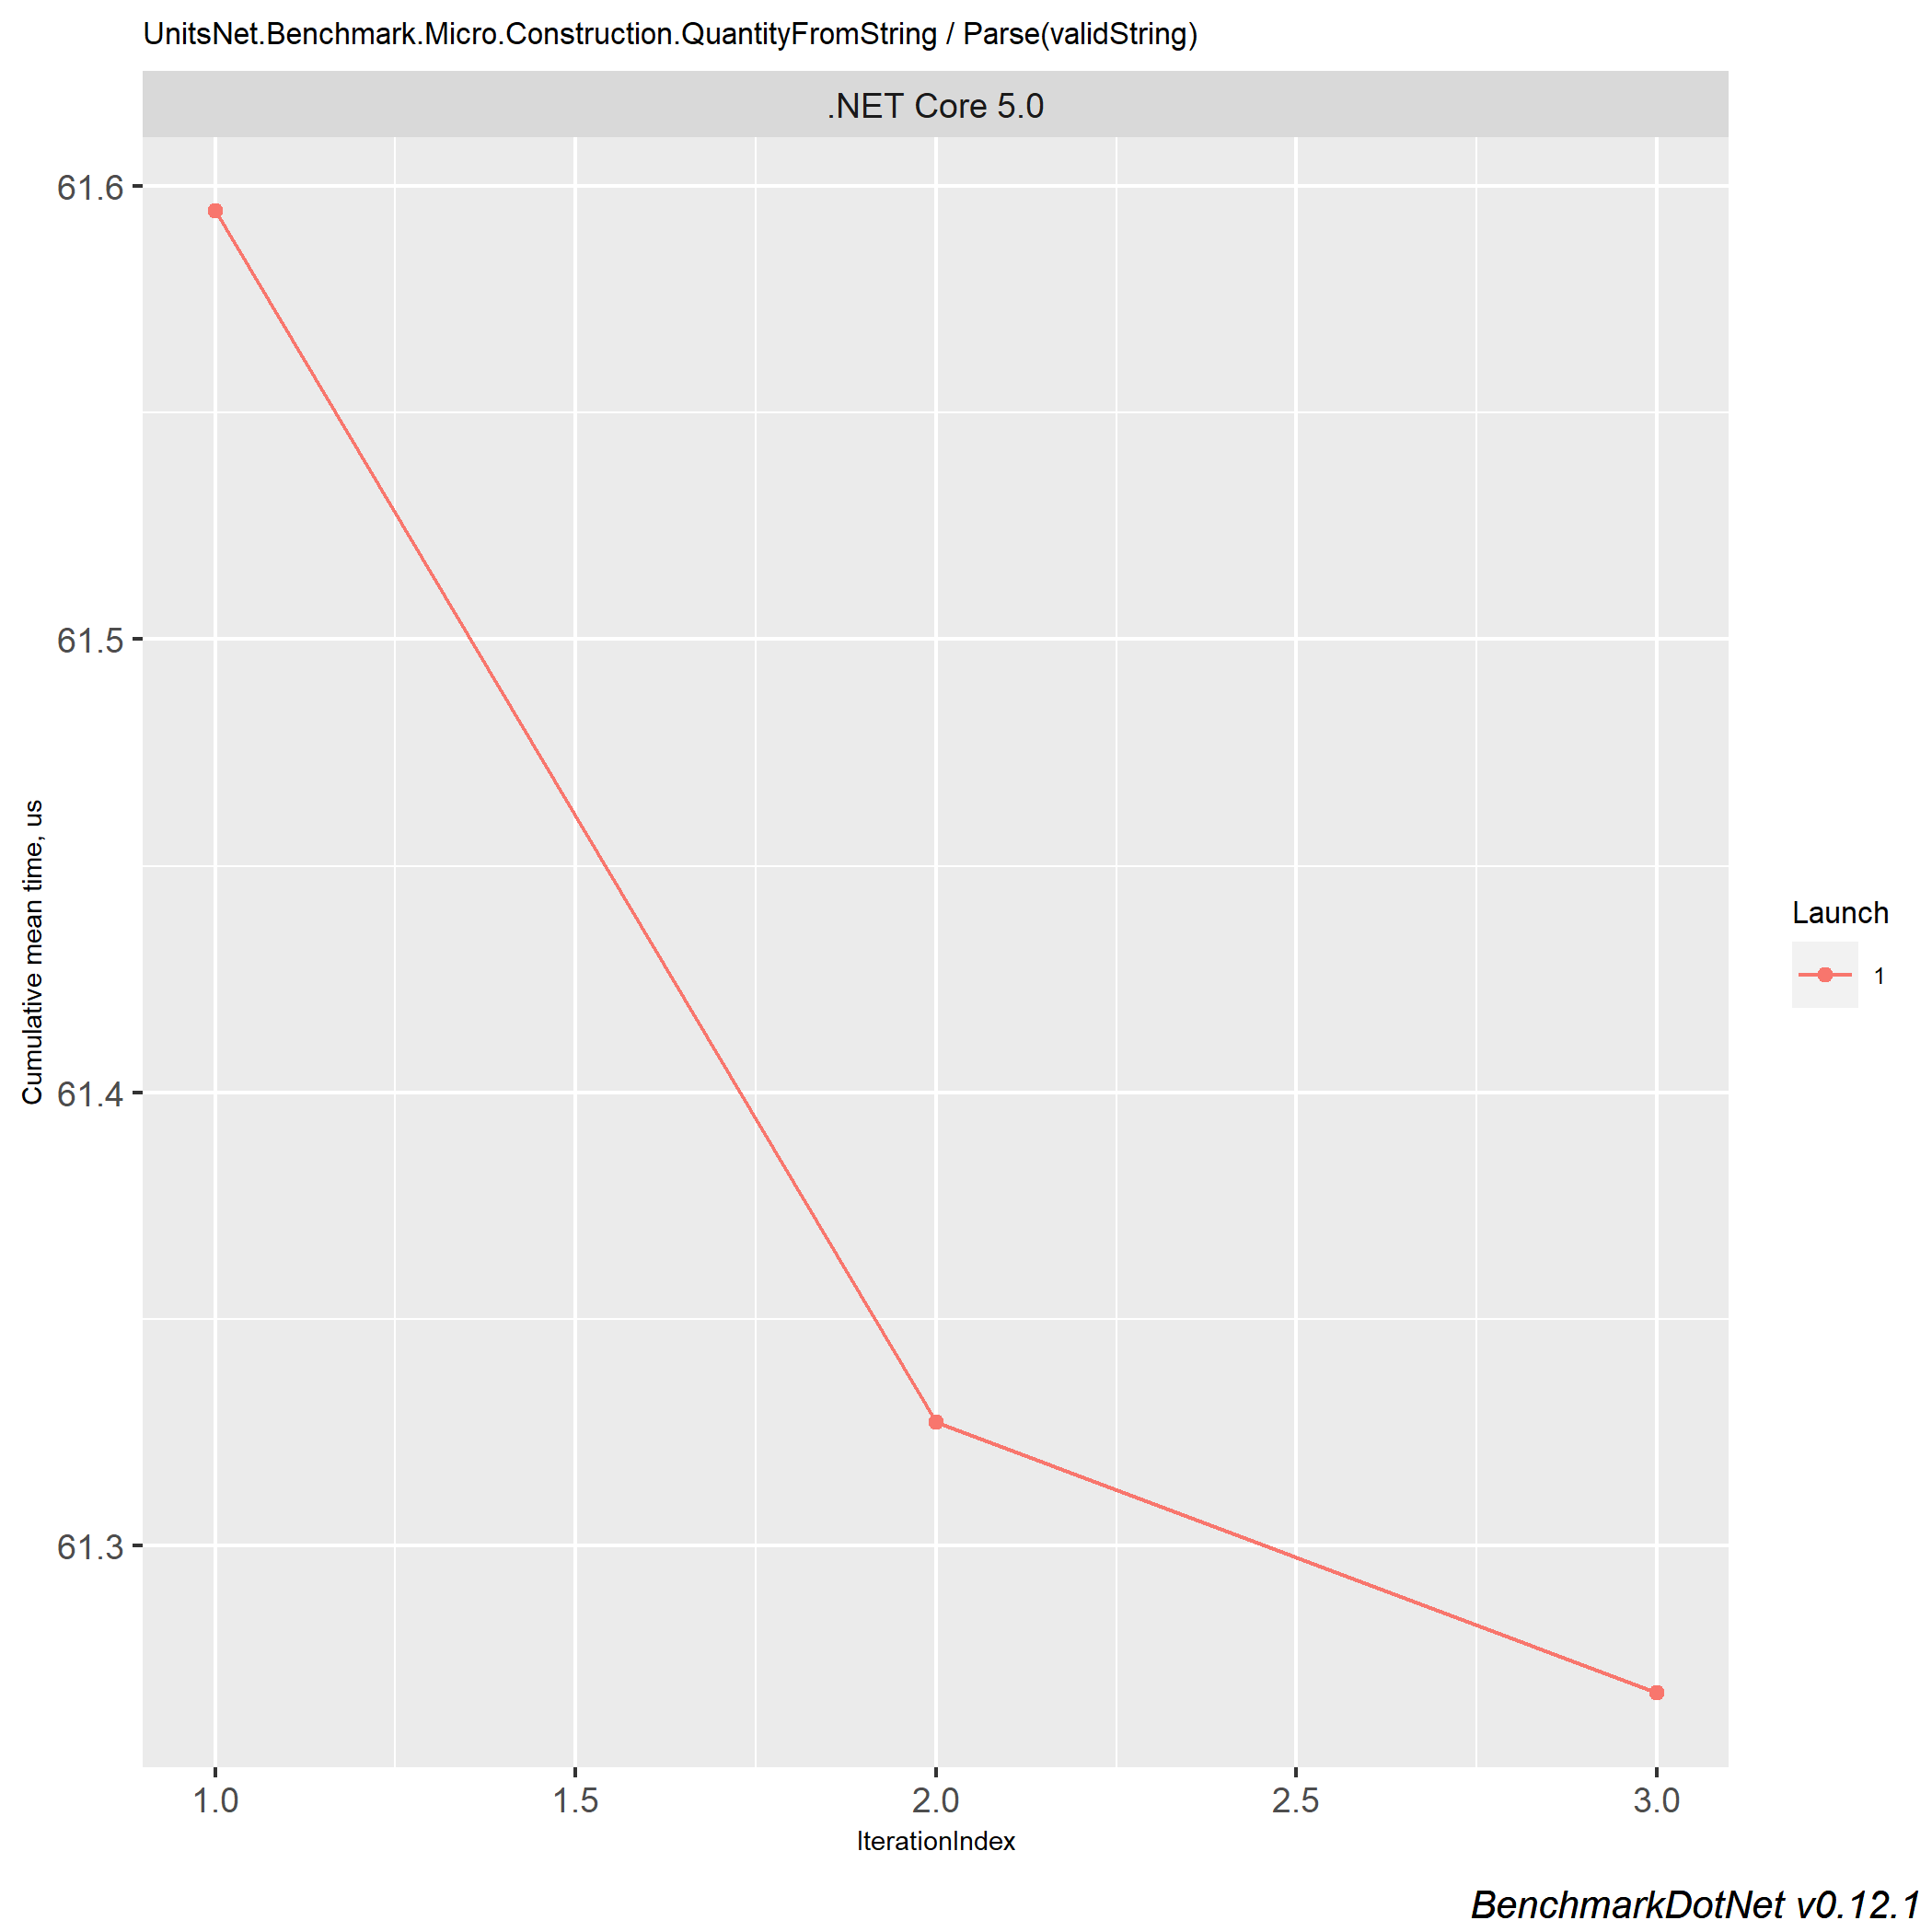 UnitsNet.Benchmark.Micro.Construction.QuantityFromString / Parse(validString)
.NET Core 5.0
61.6
61.5
61.4
61.3
Cumulative mean time, us
1.0 1.5 2.0 2.5 3.0
IterationIndex
Launch
1
BenchmarkDotNet v0.12.1